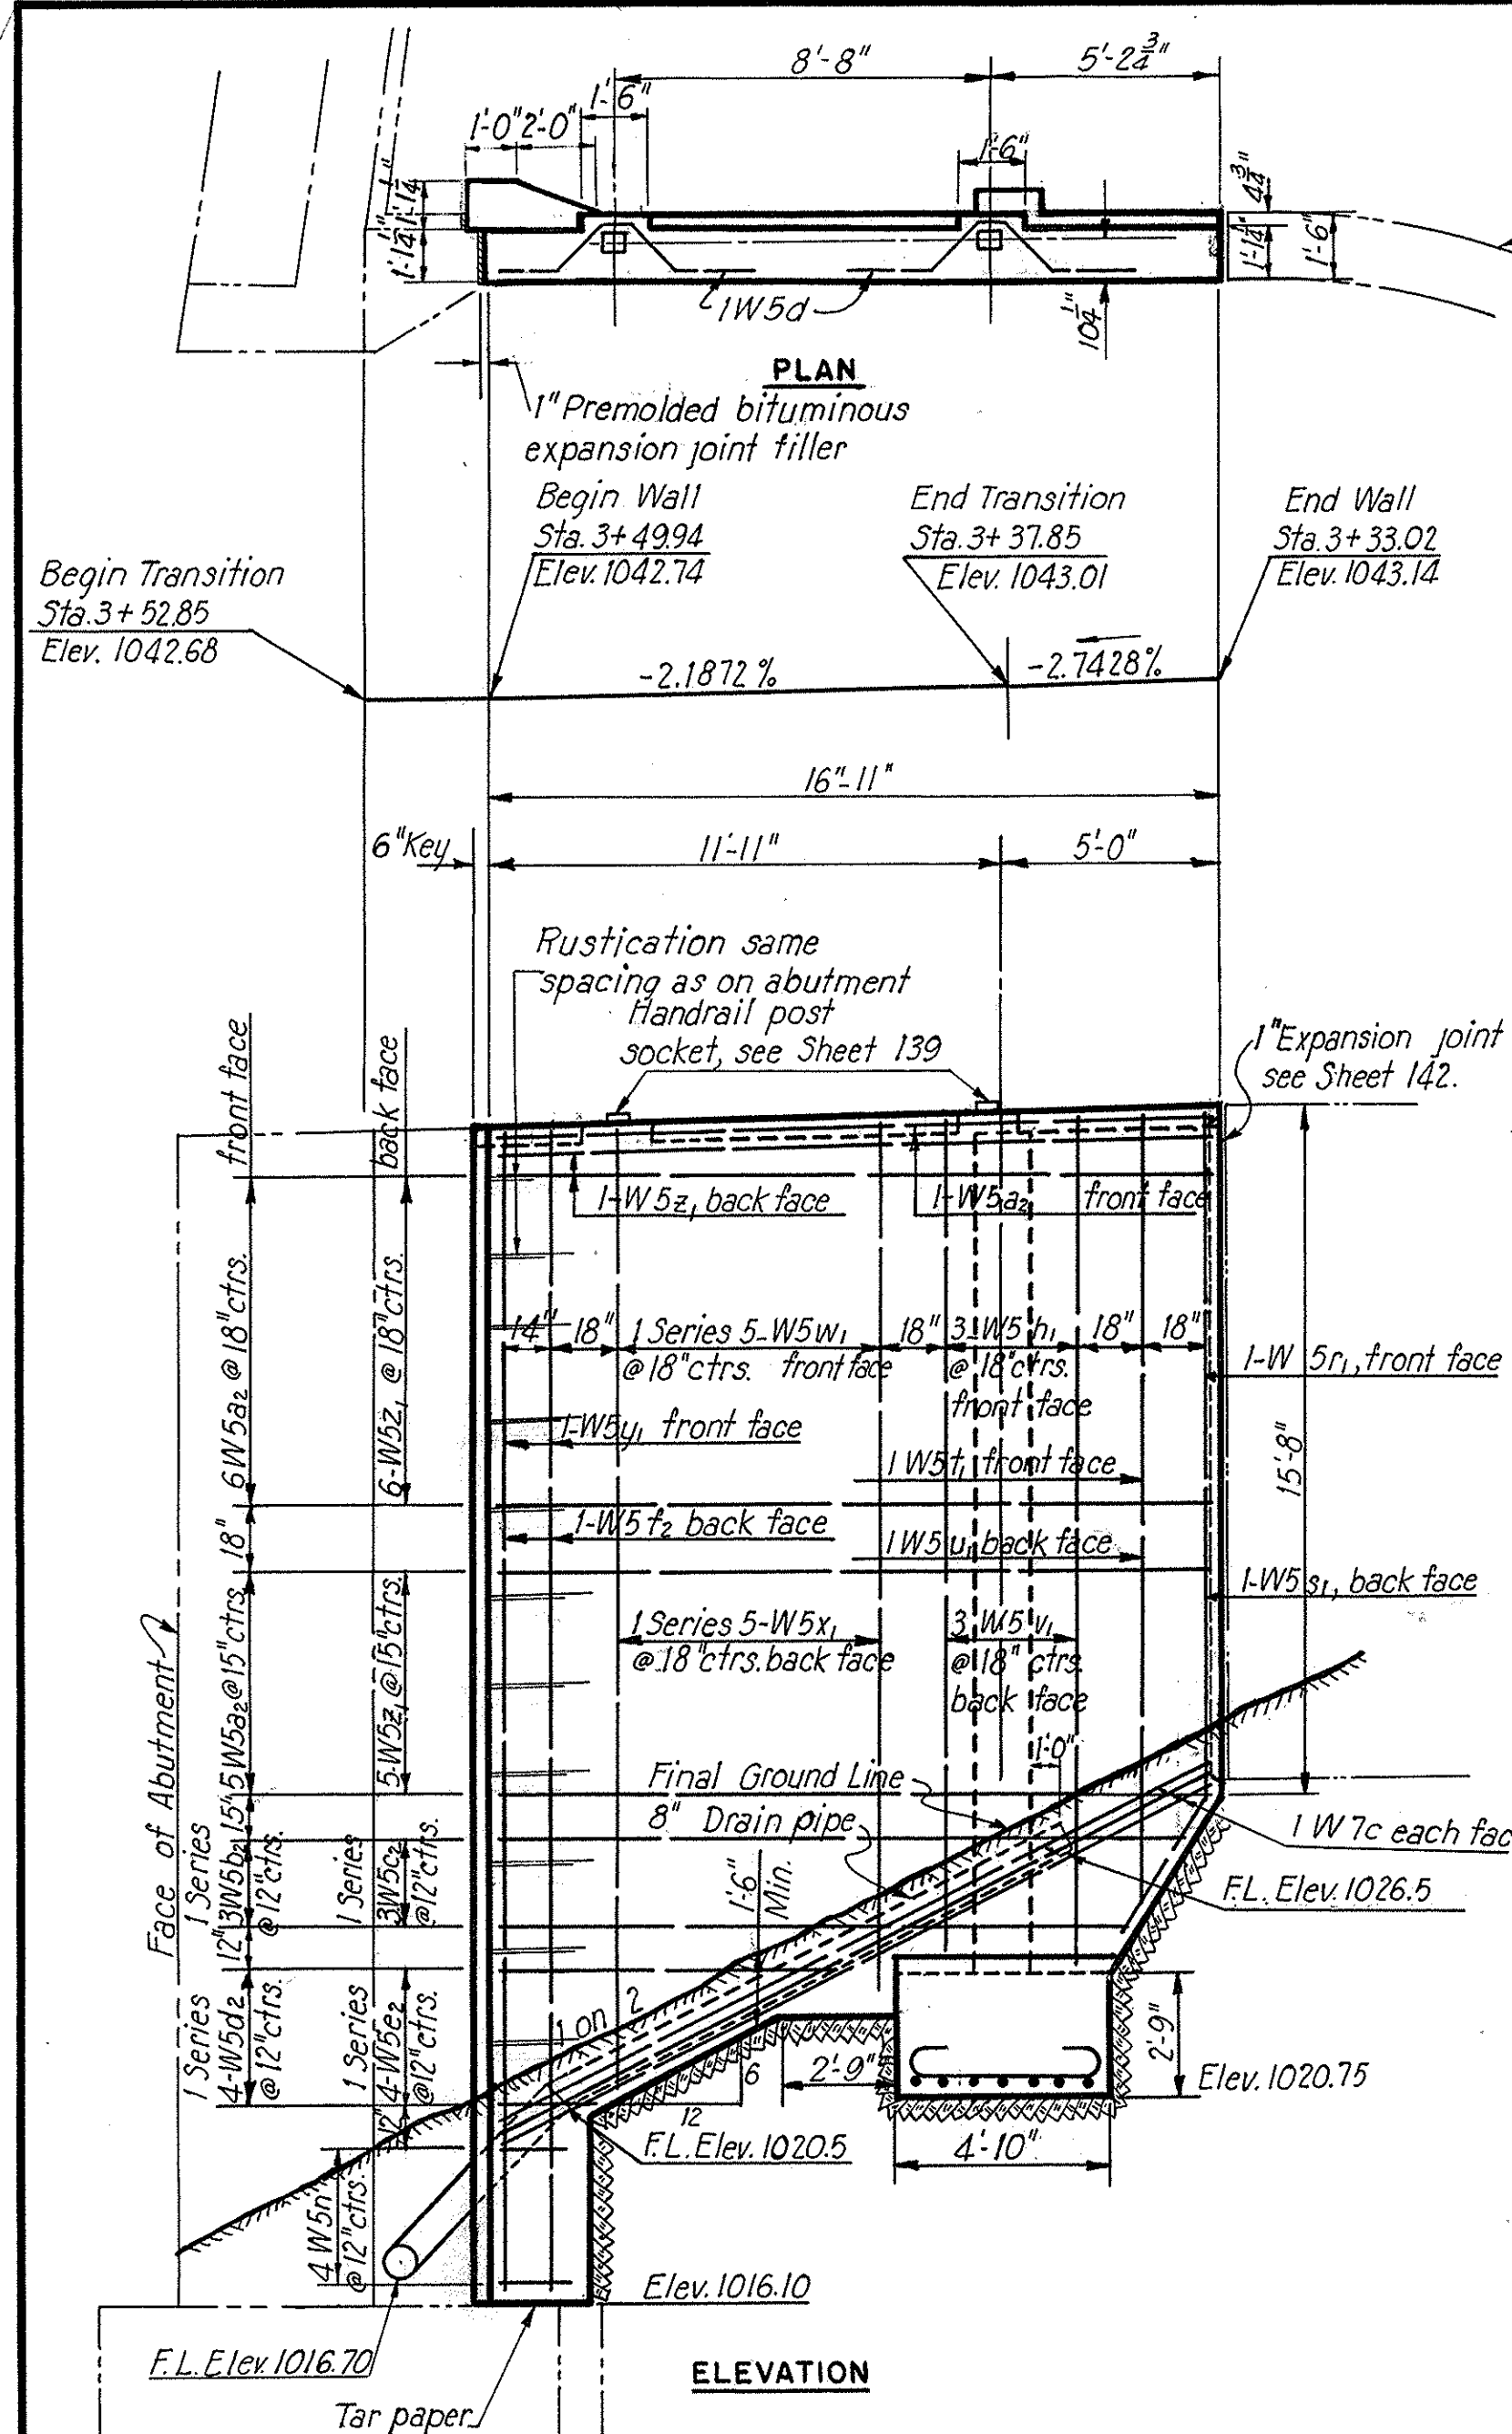 8'-8"
5'-2 3/4"
1'-6"
1'-0" 2'-0"
1'-6"
1'-1 1/4"
1'-1 1/4"
4 3/4"
1'-1 1/4"
1'-6"
1W5d
10 1/4"
PLAN
1" Premolded bituminous
expansion joint filler
Begin Wall
Sta. 3+49.94
Elev. 1042.74
End Transition
Sta. 3+37.85
Elev. 1043.01
End Wall
Sta. 3+33.02
Elev. 1043.14
Begin Transition
Sta. 3+52.85
Elev. 1042.68
-2.1872 %
-2.7428%
16"-11"
6" Key
11'-11"
5'-0"
Rustication same
spacing as on abutment
Handrail post
socket, see Sheet 139
1" Expansion joint
see Sheet 142.
front face
back face
1-W5z₁, back face
1-W5a₂ front face
6W5a₂ @ 18" ctrs.
6-W5z₁ @ 18" ctrs.
14"
18"
1 Series 5-W5w₁
@ 18" ctrs. front face
18"
3-W5h₁
@ 18" ctrs.
front face
18"
18"
1-W5r₁, front face
1-W5y₁ front face
1W5t₁ front face
15'-8"
18"
1-W5f₂ back face
1W5u₁ back face
1-W5s₁, back face
5W5a₂ @ 15" ctrs.
5-W5z₁ @ 15" ctrs.
1 Series 5-W5x₁
@ 18" ctrs. back face
3 W5v₁
@ 18" ctrs.
back face
Face of Abutment
1'-0"
Final Ground Line
8" Drain pipe
15"
1 Series
3W5b₂
@ 12" ctrs.
1 Series
3W5c₂
@ 12" ctrs.
1 W7c each fac
1'-6"
Min.
F.L. Elev. 1026.5
12"
1 Series
4-W5d₂
@ 12" ctrs.
1 Series
4-W5e₂
@ 12" ctrs.
12"
1 on 2
6
12
2'-9"
2'-9"
Elev. 1020.75
F.L. Elev. 1020.5
4'-10"
4 W5n
@ 12" ctrs.
Elev. 1016.10
F.L. Elev. 1016.70
ELEVATION
Tar paper